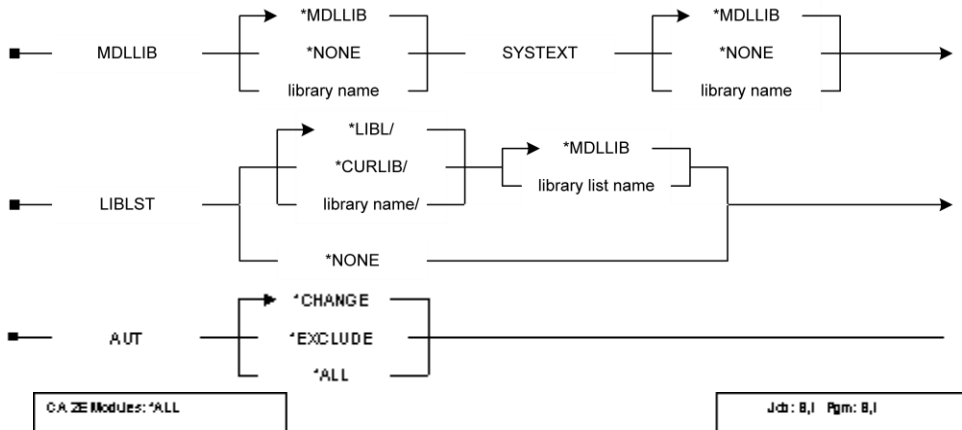 *MDLLIB *MDLLIB
MDLLIB *NONE SYSTEXT *NONE
library name library name
*LIBL/
*CURLIB/ *MDLLIB
library list name
LIBLST library name/
*NONE
*CHANGE
AUT *EXCLUDE
*ALL
CA 2E Modules: *ALL Job: B,I Pgm: B,I